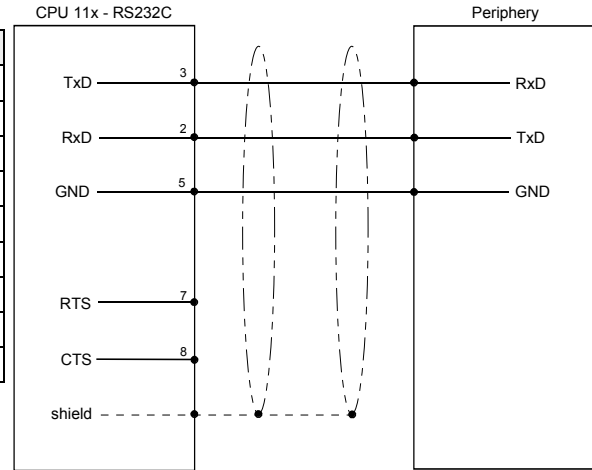 CPU 11x - RS232C Periphery
TxD 3 RxD
RxD 2 TxD
GND 5 GND
RTS 7
CTS 8
shield